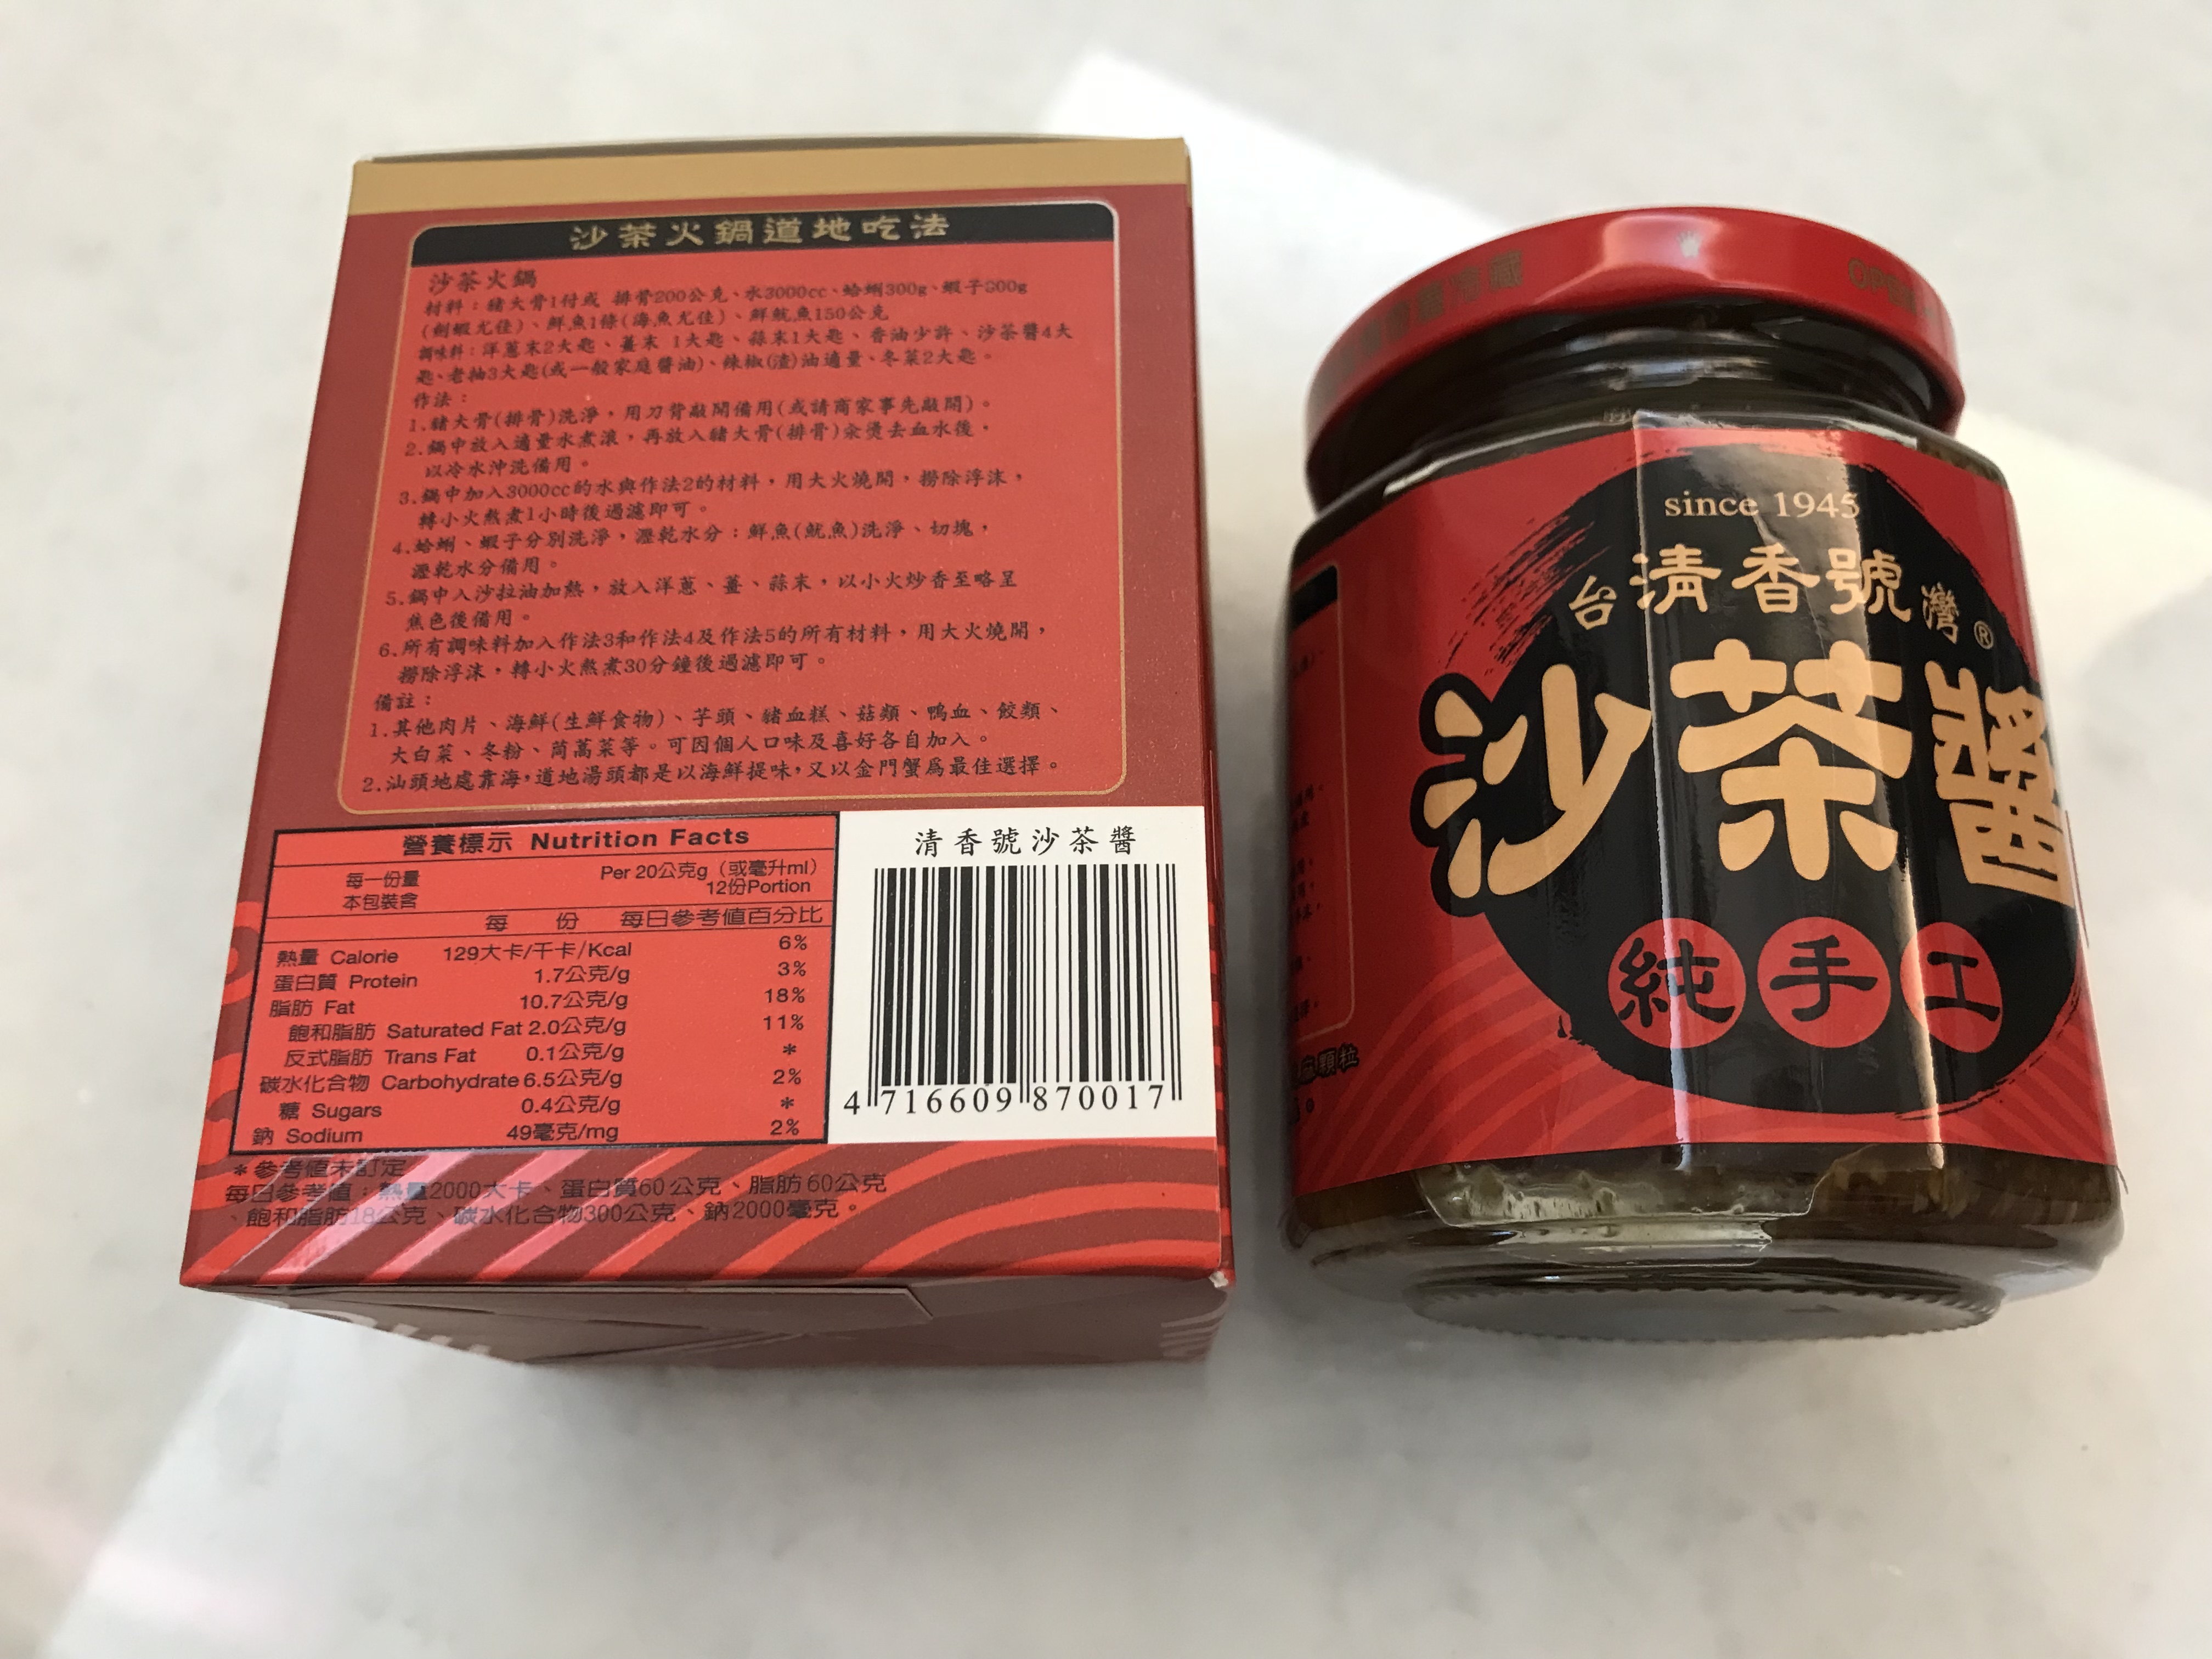 沙茶火鍋道地吃法
沙茶火鍋
材料：豬大骨1付或 排骨200公克、水3000cc、蛤蜊300g、蝦子200g
(劍蝦尤佳)、鮮魚1條(海魚尤佳)、鮮魷魚150公克
調味料：洋蔥末2大匙、薑末 1大匙、蒜末1大匙、香油少許、沙茶醬4大
匙、老抽3大匙(或一般家庭醬油)、辣椒(渣)油適量、冬菜2大匙。
作法：
1.豬大骨(排骨)洗淨，用刀背敲開備用(或請商家事先敲開)。
2.鍋中放入適量水煮滾，再放入豬大骨(排骨)汆燙去血水後，
以冷水沖洗備用。
3.鍋中加入3000cc的水與作法2的材料，用大火燒開，撈除浮沫，
轉小火熬煮1小時後過濾即可。
4.蛤蜊、蝦子分別洗淨，瀝乾水分：鮮魚(魷魚)洗淨、切塊，
瀝乾水分備用。
5.鍋中入沙拉油加熱，放入洋蔥、薑、蒜末，以小火炒香至略呈
焦色後備用。
6.所有調味料加入作法3和作法4及作法5的所有材料，用大火燒開，
撈除浮沫，轉小火熬煮30分鐘後過濾即可。
備註：
1.其他肉片、海鮮(生鮮食物)、芋頭、豬血糕、菇類、鴨血、餃類、
大白菜、冬粉、茼蒿菜等。可因個人口味及喜好各自加入。
2.汕頭地處靠海，道地湯頭都是以海鮮提味，又以金門蟹爲最佳選擇。
營養標示 Nutrition Facts
每一份量 Per 20公克g（或毫升ml）
本包裝含 12份Portion
每 份 每日參考值百分比
熱量 Calorie 129大卡/千卡/Kcal 6%
蛋白質 Protein 1.7公克/g 3%
脂肪 Fat 10.7公克/g 18%
飽和脂肪 Saturated Fat 2.0公克/g 11%
反式脂肪 Trans Fat 0.1公克/g *
碳水化合物 Carbohydrate 6.5公克/g 2%
糖 Sugars 0.4公克/g *
鈉 Sodium 49毫克/mg 2%
*參考值未訂定
每日參考值：熱量2000大卡、蛋白質60公克、脂肪60公克
、飽和脂肪18公克、碳水化合物300公克、鈉2000毫克。
清香號沙茶醬
4 716609 870017
冷藏
OPEN
since 1945
台清香號灣®
沙茶醬
純手工
顆粒